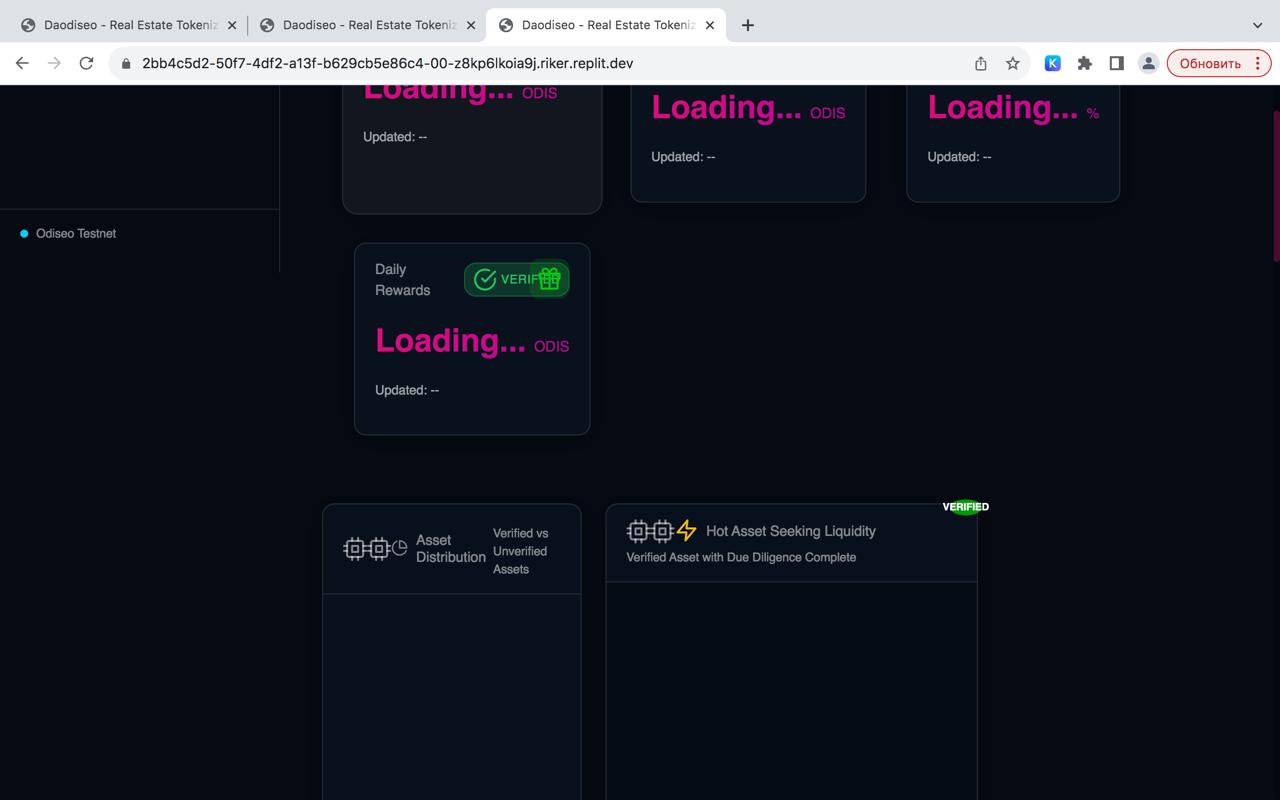 Daodiseo - Real Estate Tokeniz
Daodiseo - Real Estate Tokeniz
Daodiseo - Real Estate Tokeniz
2bb4c5d2-50f7-4df2-a13f-b629cb5e86c4-00-z8kp6lkoia9j.riker.replit.dev
K
Обновить
Loading... ODIS
Updated: --
Loading... ODIS
Updated: --
Loading... %
Updated: --
Odiseo Testnet
Daily
Rewards
VERIF
Loading... ODIS
Updated: --
Asset
Distribution
Verified vs
Unverified
Assets
VERIFIED
Hot Asset Seeking Liquidity
Verified Asset with Due Diligence Complete